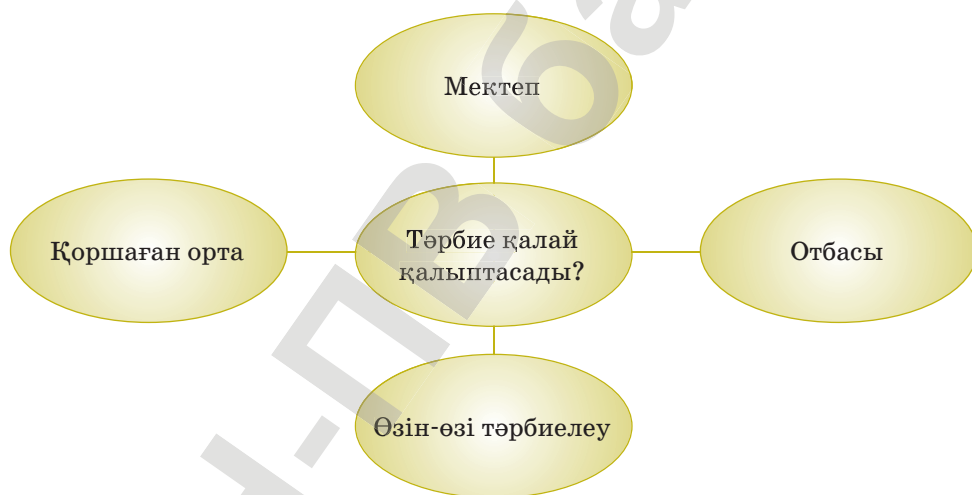 Мектеп
Қоршаған орта
Тәрбие қалай
қалыптасады?
Отбасы
Өзін-өзі тәрбиелеу